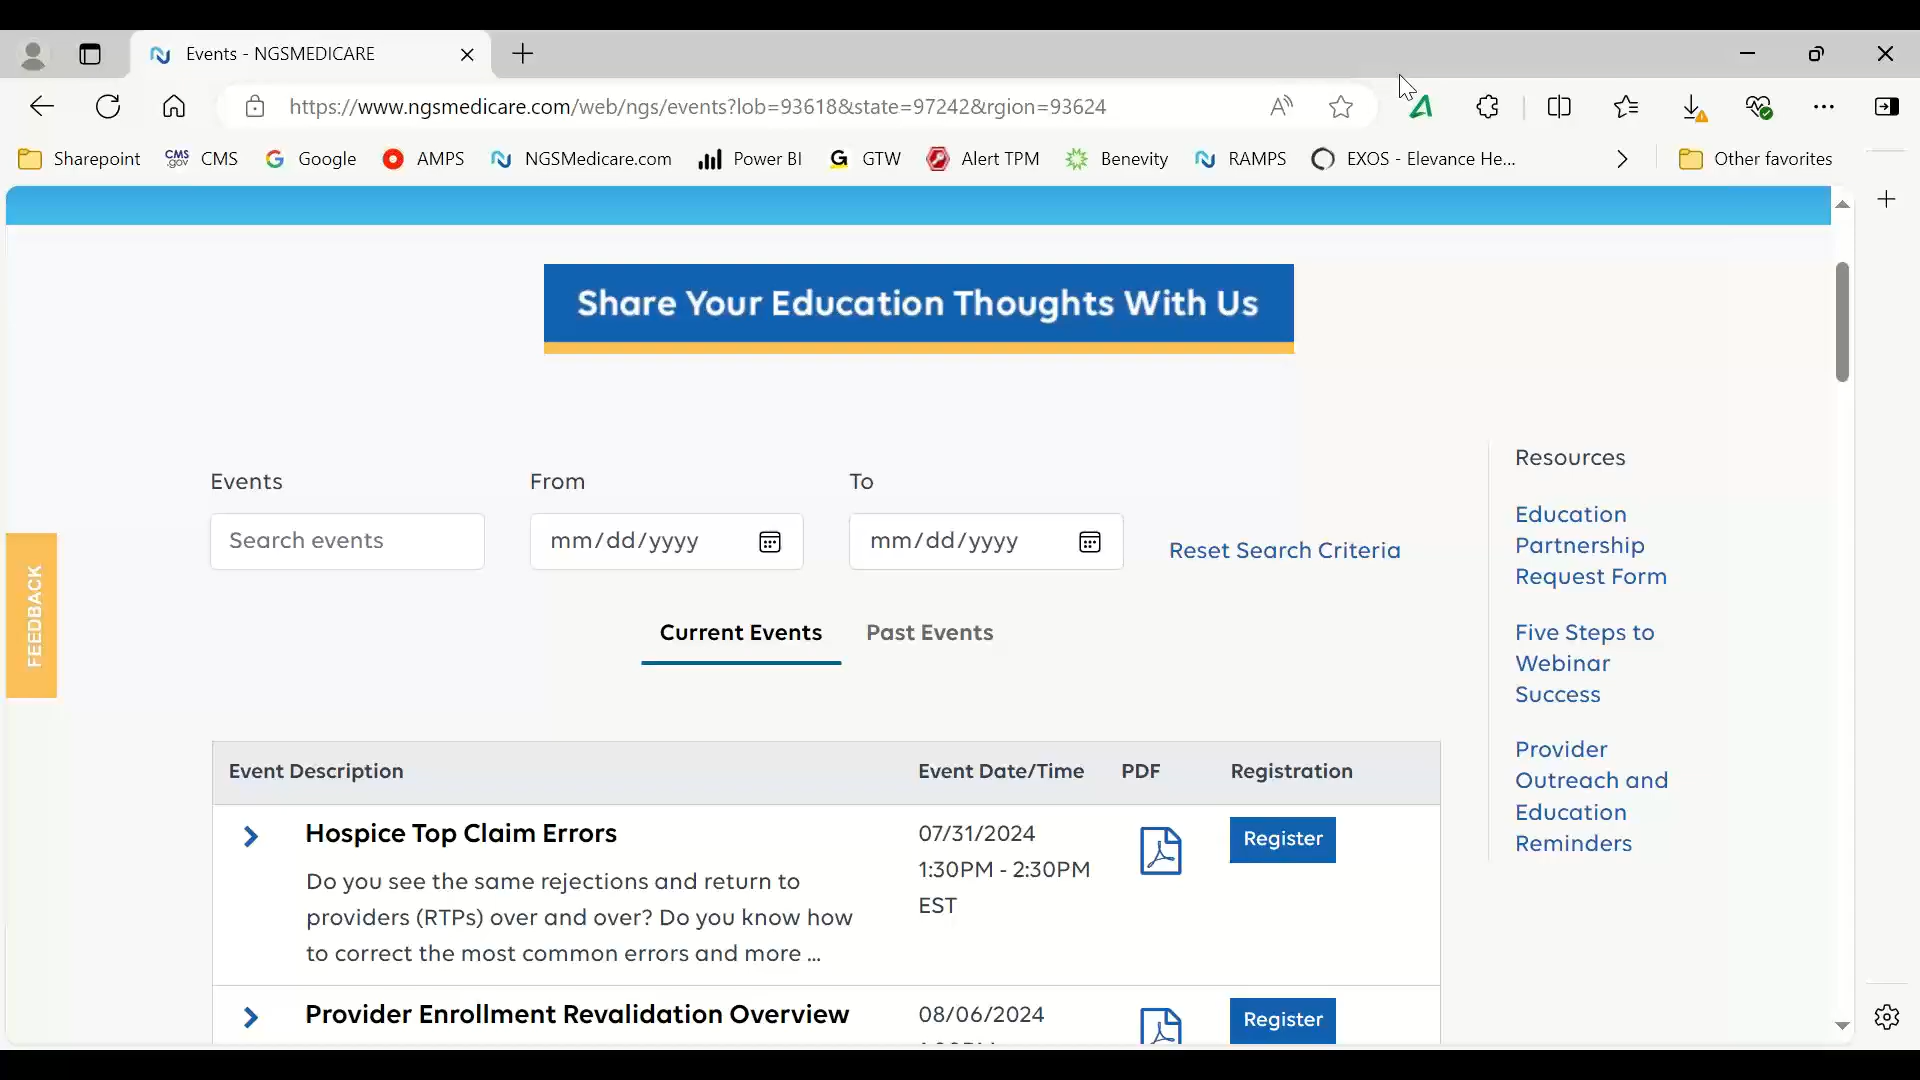 Events - NGSMEDICARE
https://www.ngsmedicare.com/web/ngs/events?lob=93618&state=97242&rgion=93624
Sharepoint
CMS.gov CMS
Google
AMPS
NGSMedicare.com
Power BI
G GTW
Alert TPM
Benevity
RAMPS
EXOS - Elevance He...
Other favorites
Share Your Education Thoughts With Us
Events
From
To
Search events
mm/dd/yyyy
mm/dd/yyyy
Reset Search Criteria
Current Events
Past Events
FEEDBACK
Event Description
Event Date/Time
PDF
Registration
Hospice Top Claim Errors
Do you see the same rejections and return to
providers (RTPs) over and over? Do you know how
to correct the most common errors and more ...
07/31/2024
1:30PM - 2:30PM
EST
Register
Provider Enrollment Revalidation Overview
08/06/2024
Register
Resources
Education
Partnership
Request Form
Five Steps to
Webinar
Success
Provider
Outreach and
Education
Reminders